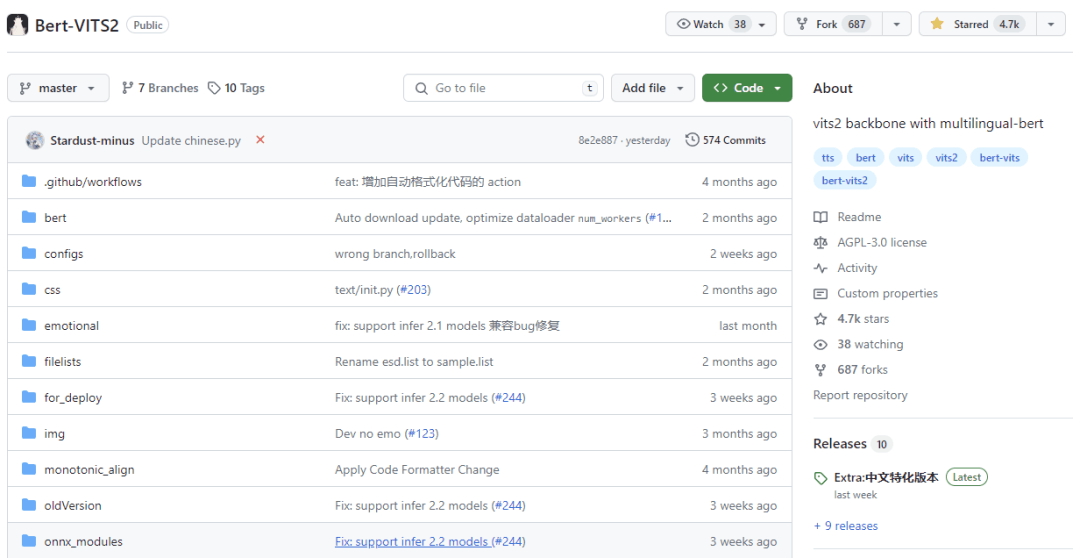 Bert-VITS2 Public
Watch 38
Fork 687
Starred 4.7k
master 7 Branches 10 Tags
Go to file t
Add file
Code
Stardust-minus Update chinese.py 8e2e887 · yesterday 574 Commits
.github/workflows feat: 增加自动格式化代码的 action 4 months ago
bert Auto download update, optimize dataloader num_workers (#1... 2 months ago
configs wrong branch,rollback 2 weeks ago
css text/init.py (#203) 2 months ago
emotional fix: support infer 2.1 models 兼容bug修复 last month
filelists Rename esd.list to sample.list 2 months ago
for_deploy Fix: support infer 2.2 models (#244) 3 weeks ago
img Dev no emo (#123) 3 months ago
monotonic_align Apply Code Formatter Change 4 months ago
oldVersion Fix: support infer 2.2 models (#244) 3 weeks ago
onnx_modules Fix: support infer 2.2 models (#244) 3 weeks ago
About
vits2 backbone with multilingual-bert
tts bert vits vits2 bert-vits
bert-vits2
Readme
AGPL-3.0 license
Activity
Custom properties
4.7k stars
38 watching
687 forks
Report repository
Releases 10
Extra:中文特化版本 Latest
last week
+ 9 releases